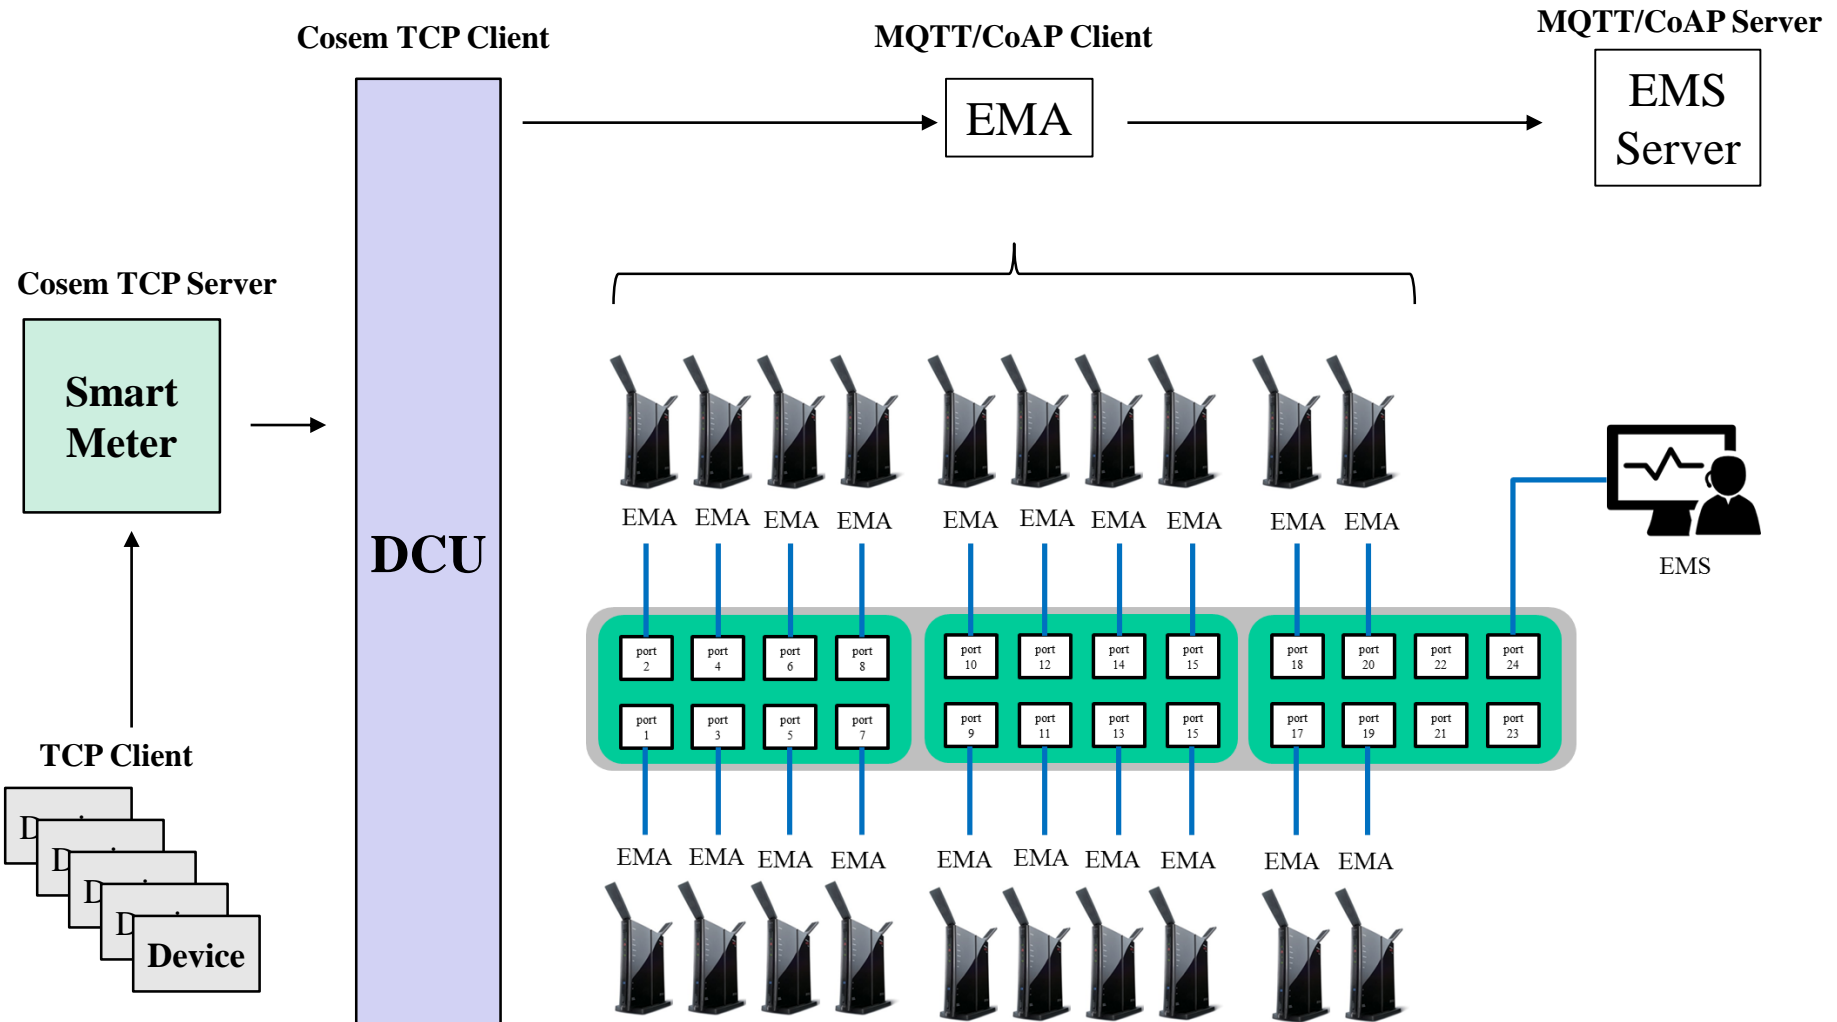 Cosem TCP Client
MQTT/CoAP Client
MQTT/CoAP Server
EMA
EMS
Server
Cosem TCP Server
Smart
Meter
DCU
TCP Client
Device
EMA EMA EMA EMA EMA EMA EMA EMA EMA EMA
EMS
port
2
port
4
port
6
port
8
port
10
port
12
port
14
port
15
port
18
port
20
port
22
port
24
port
1
port
3
port
5
port
7
port
9
port
11
port
13
port
15
port
17
port
19
port
21
port
23
EMA EMA EMA EMA EMA EMA EMA EMA EMA EMA